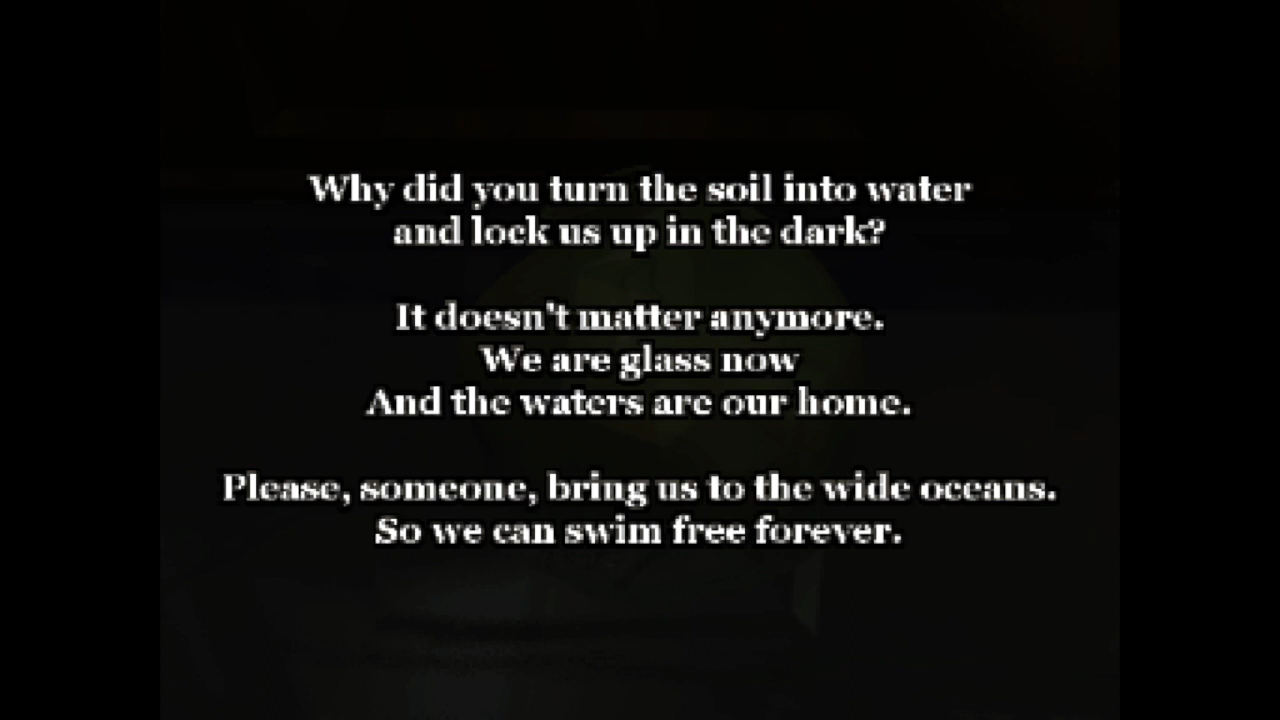 Why did you turn the soil into water
and lock us up in the dark?
It doesn't matter anymore.
We are glass now
And the waters are our home.
Please, someone, bring us to the wide oceans.
So we can swim free forever.